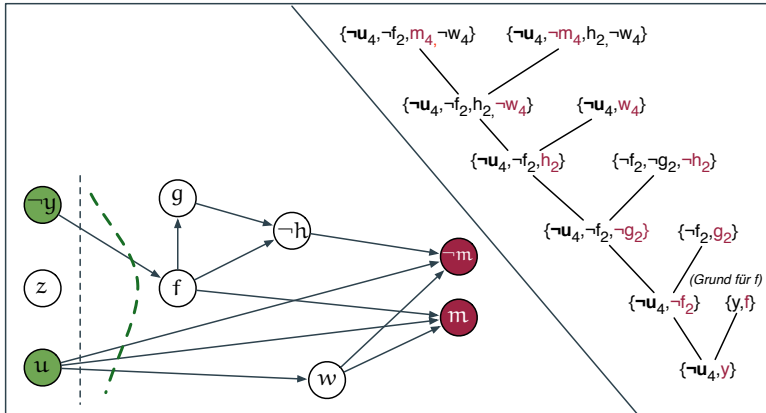 {¬u₄,¬f₂,m₄,¬w₄} {¬u₄,¬m₄,h₂,¬w₄}
{¬u₄,¬f₂,h₂,¬w₄} {¬u₄,w₄}
{¬u₄,¬f₂,h₂} {¬f₂,¬g₂,¬h₂}
{¬u₄,¬f₂,¬g₂} {¬f₂,g₂}
(Grund für f)
{¬u₄,¬f₂} {y,f}
{¬u₄,y}
¬y
g
¬h
¬m
z
f
m
u
w